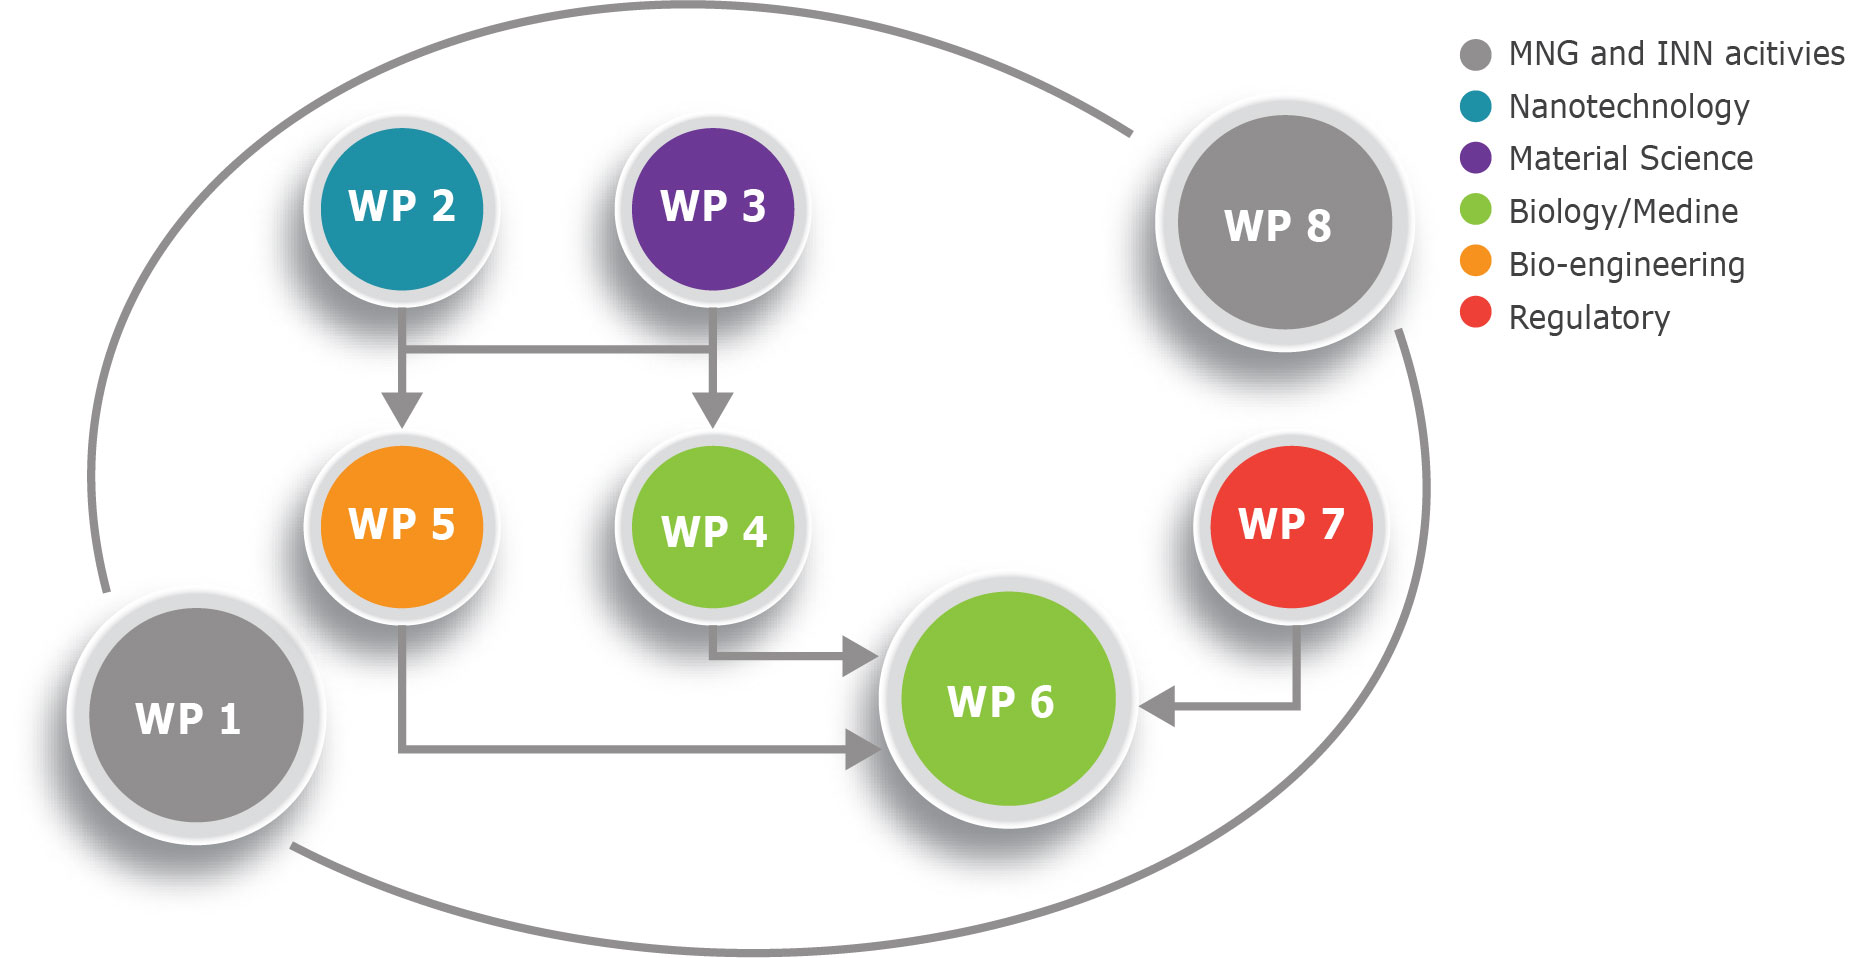 MNG and INN acitivies
Nanotechnology
Material Science
Biology/Medine
Bio-engineering
Regulatory
WP 2
WP 3
WP 8
WP 5
WP 4
WP 7
WP 1
WP 6